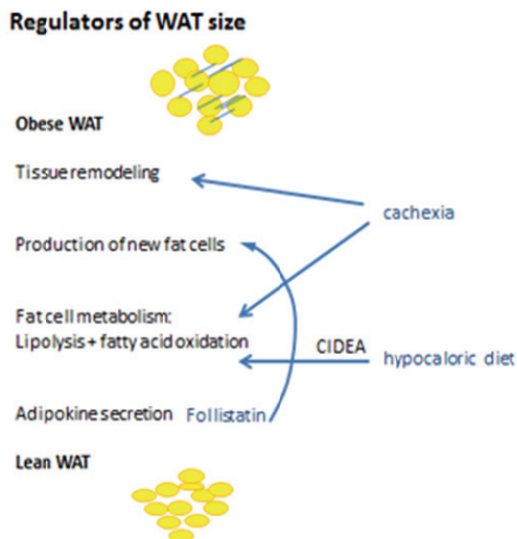 Regulators of WAT size
Obese WAT
Tissue remodeling
cachexia
Production of new fat cells
Fat cell metabolism:
Lipolysis + fatty acid oxidation
CIDEA
hypocaloric diet
Adipokine secretion Follistatin
Lean WAT